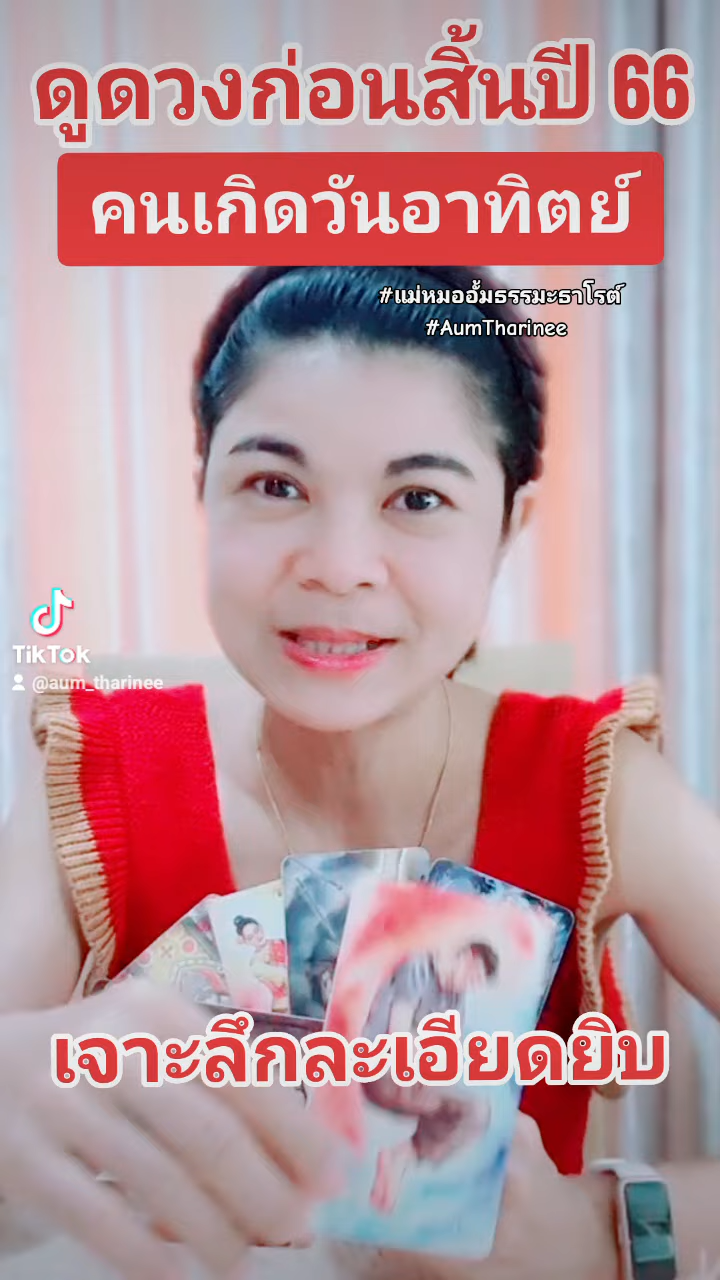 ดูดวงก่อนสิ้นปี 66
คนเกิดวันอาทิตย์
#แม่หมออั้มธรรมะธาโรต์
#AumTharinee
TikTok
@aum_tharinee
เจาะลึกละเอียดยิบ